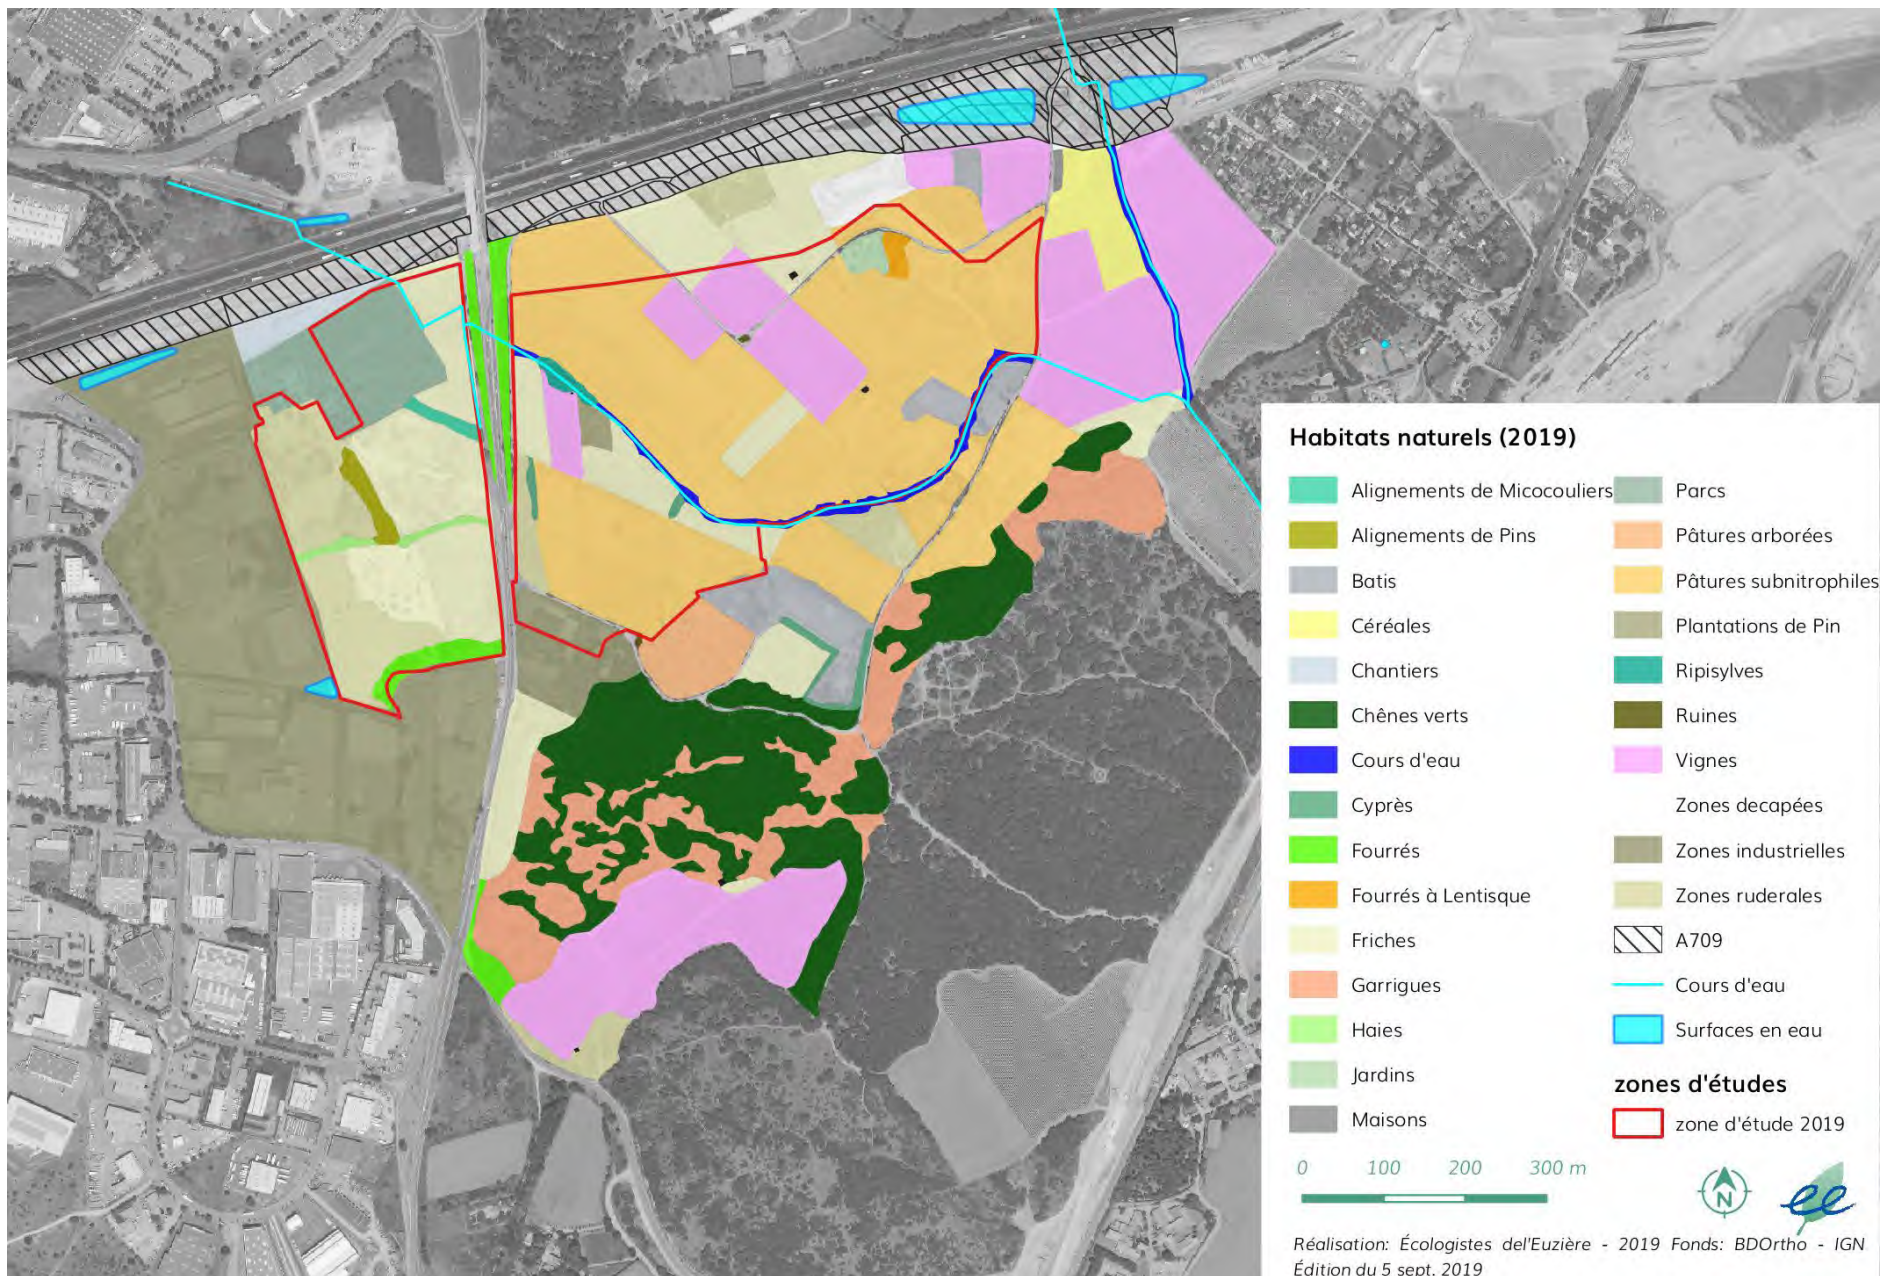 Habitats naturels (2019)
Alignements de Micocouliers
Alignements de Pins
Batis
Céréales
Chantiers
Chênes verts
Cours d'eau
Cyprès
Fourrés
Fourrés à Lentisque
Friches
Garrigues
Haies
Jardins
Maisons
Parcs
Pâtures arborées
Pâtures subnitrophiles
Plantations de Pin
Ripisylves
Ruines
Vignes
Zones decapées
Zones industrielles
Zones ruderales
A709
Cours d'eau
Surfaces en eau
zones d'études
zone d'étude 2019
0 100 200 300 m
N
ee
Réalisation: Écologistes del'Euzière - 2019 Fonds: BDOrtho - IGN
Édition du 5 sept. 2019